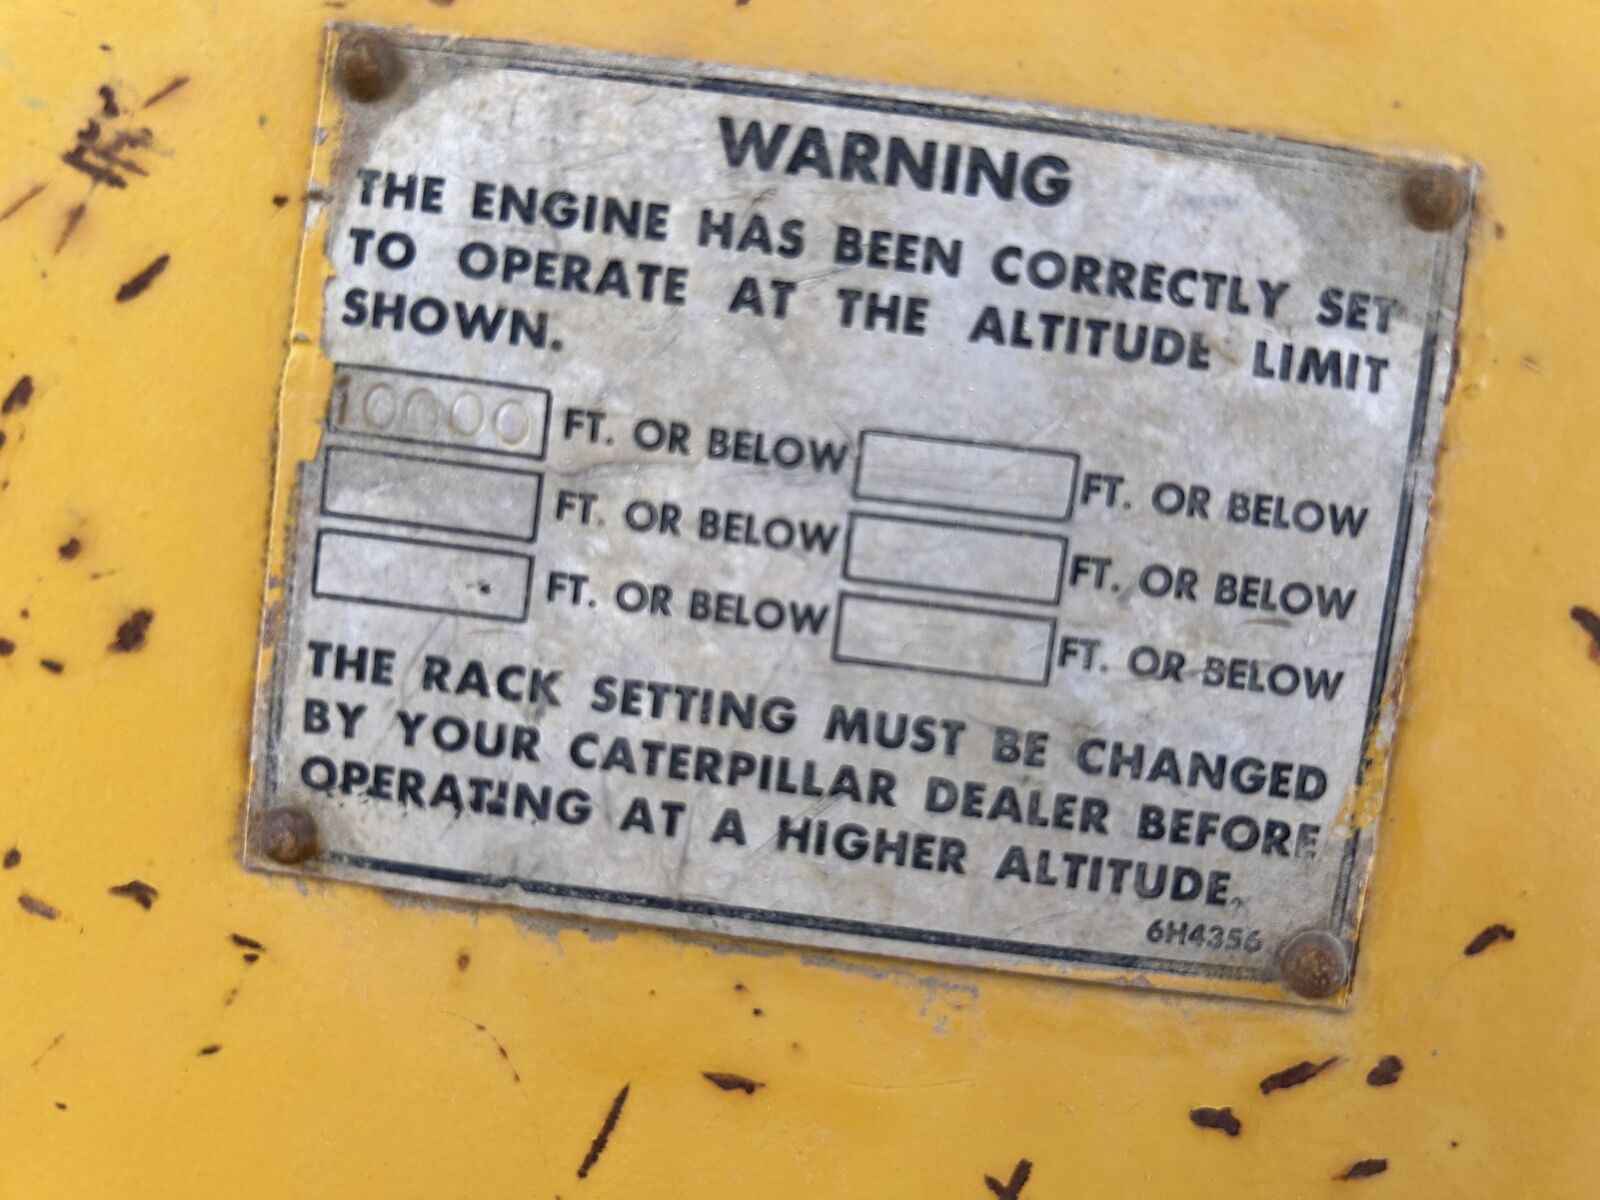 WARNING
THE ENGINE HAS BEEN CORRECTLY SET
TO OPERATE AT THE ALTITUDE LIMIT
SHOWN.
10000 FT. OR BELOW FT. OR BELOW
FT. OR BELOW FT. OR BELOW
FT. OR BELOW FT. OR BELOW
THE RACK SETTING MUST BE CHANGED
BY YOUR CATERPILLAR DEALER BEFORE
OPERATING AT A HIGHER ALTITUDE.
6H4356